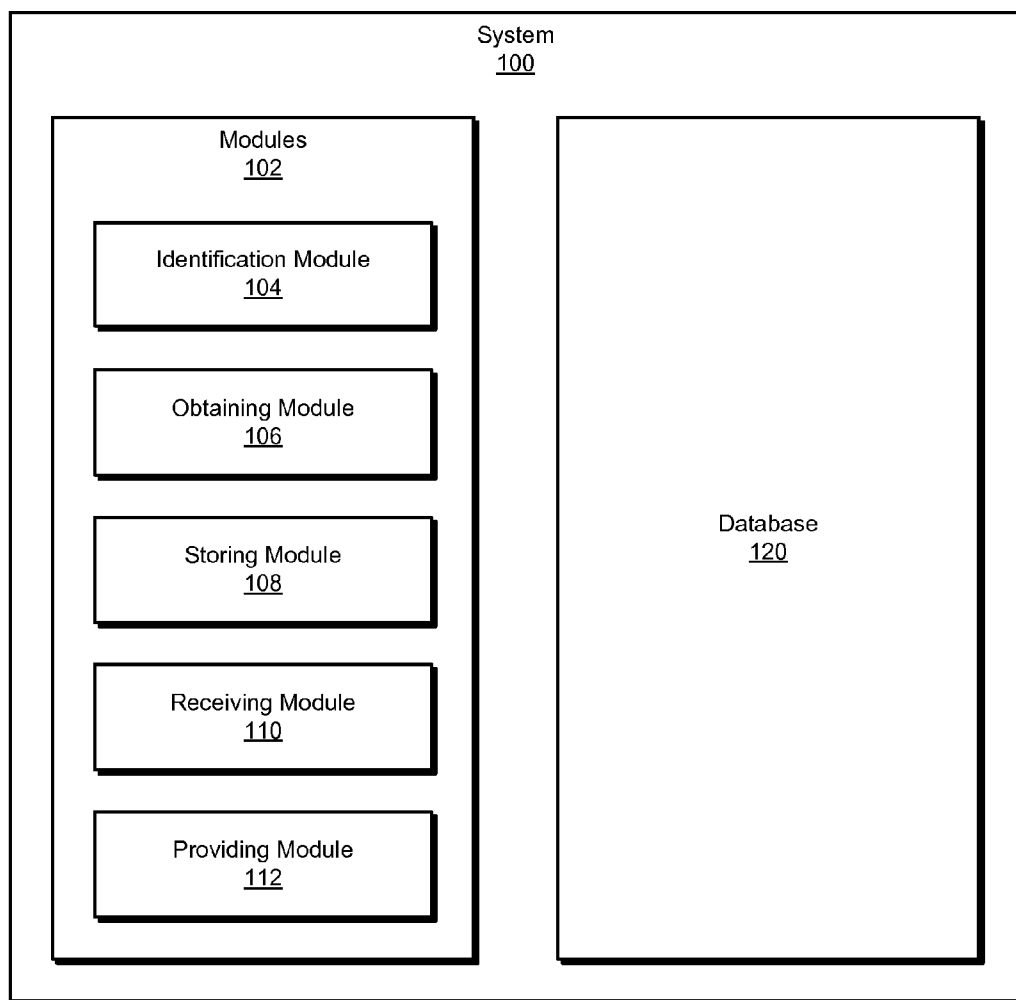 System
100
Modules
102
Identification Module
104
Obtaining Module
106
Storing Module
108
Receiving Module
110
Providing Module
112
Database
120